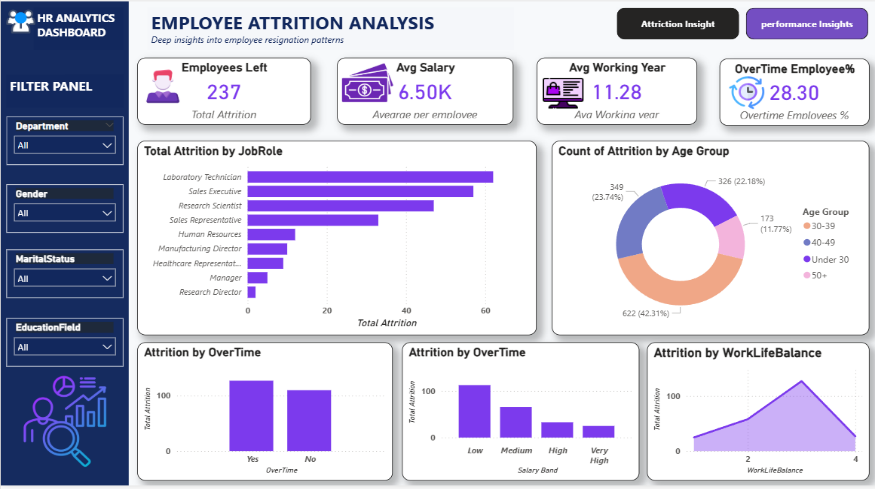 HR ANALYTICS
DASHBOARD
EMPLOYEE ATTRITION ANALYSIS
Deep insights into employee resignation patterns
Attriction Insight
performance Insights
FILTER PANEL
Department
All
Gender
All
MaritalStatus
All
EducationField
All
Employees Left
237
Total Attrition
Avg Salary
6.50K
Average per employee
Avg Working Year
11.28
Avg Working year
OverTime Employee%
28.30
Overtime Employees %
Total Attrition by JobRole
Laboratory Technician
Sales Executive
Research Scientist
Sales Representative
Human Resources
Manufacturing Director
Healthcare Representat...
Manager
Research Director
0 20 40 60
Total Attrition
Count of Attrition by Age Group
326 (22.18%)
349
(23.74%)
173
(11.77%)
622 (42.31%)
Age Group
30-39
40-49
Under 30
50+
Attrition by OverTime
Total Attrition
100
0
Yes No
OverTime
Attrition by OverTime
Total Attrition
100
0
Low Medium High Very
High
Salary Band
Attrition by WorkLifeBalance
Total Attrition
100
0
2 4
WorkLifeBalance